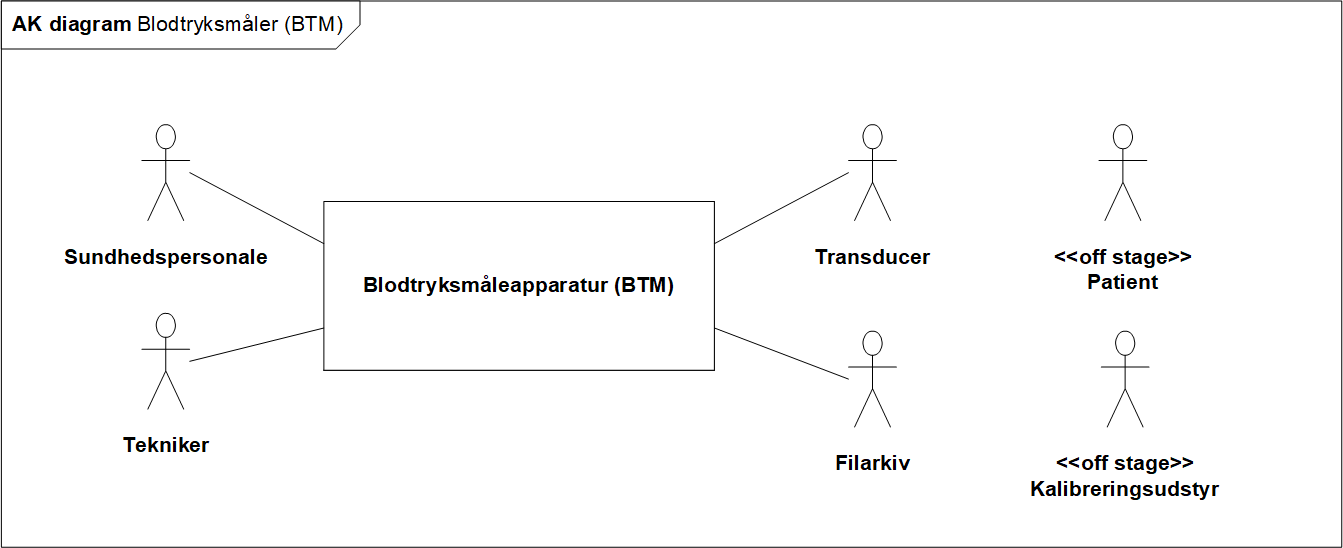 AK diagram Blodtryksmåler (BTM)
Sundhedspersonale
Blodtryksmåleapparatur (BTM)
Transducer
<<off stage>>
Patient
Tekniker
Filarkiv
<<off stage>>
Kalibreringsudstyr